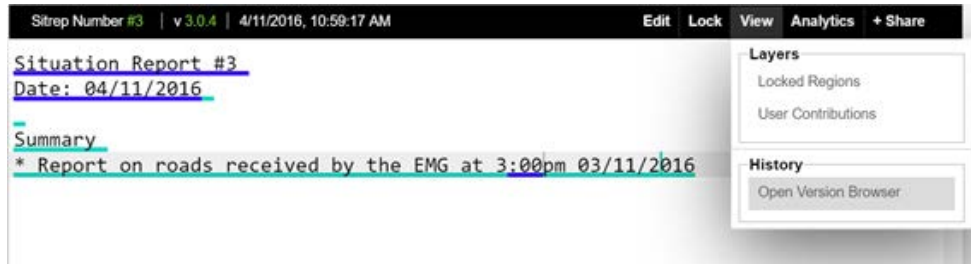 Sitrep Number #3 | v 3.0.4 | 4/11/2016, 10:59:17 AM Edit Lock View Analytics + Share
Situation Report #3
Date: 04/11/2016
Summary
* Report on roads received by the EMG at 3:00pm 03/11/2016
Layers
Locked Regions
User Contributions
History
Open Version Browser